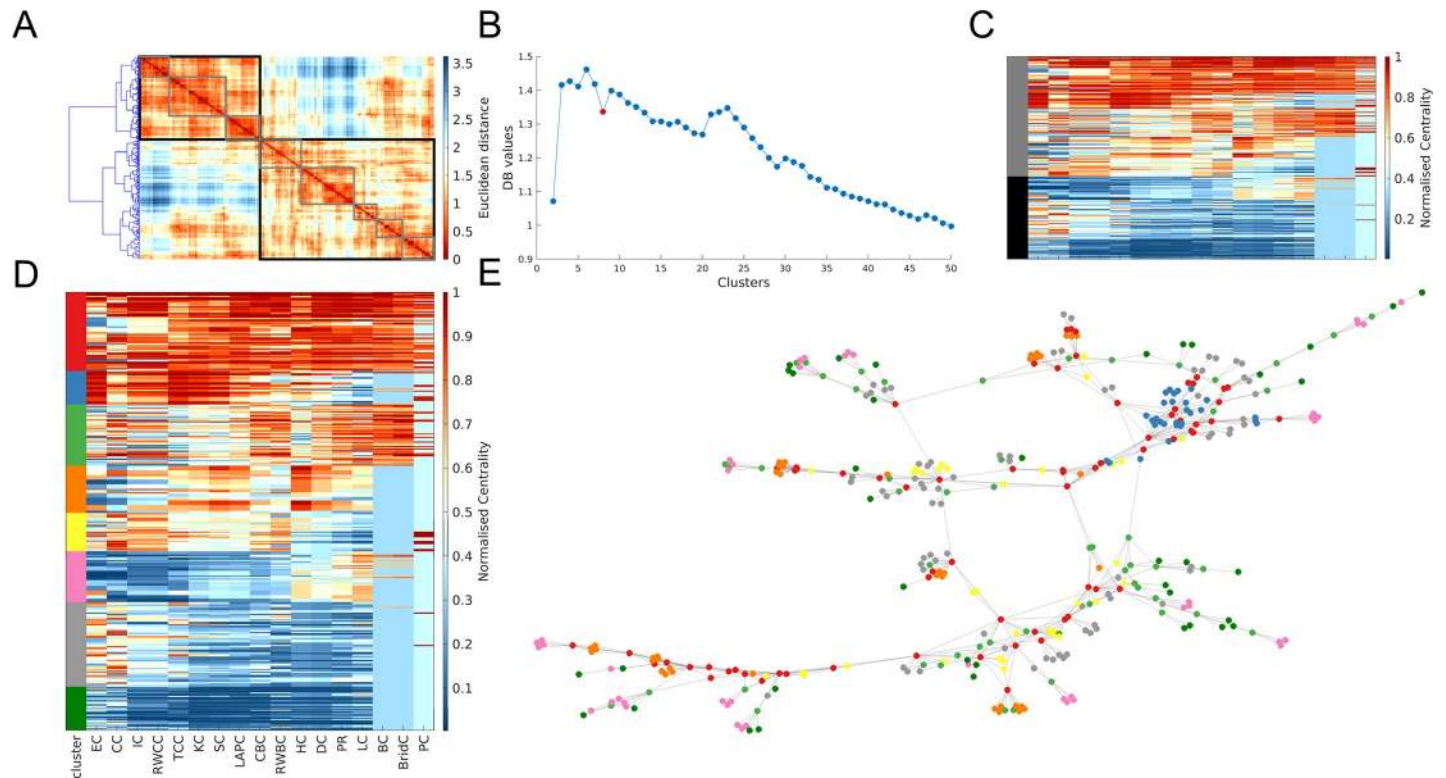 A
3.5
3
2.5
2
1.5
1
0.5
0
Euclidean distance
B
1.5
1.4
1.3
1.2
1.1
1
0.9
DB values
0 5 10 15 20 25 30 35 40 45 50
Clusters
C
1
0.8
0.6
0.4
0.2
Normalised Centrality
D
1
0.9
0.8
0.7
0.6
0.5
0.4
0.3
0.2
0.1
Normalised Centrality
cluster EC CC IC RWCC TCC KC SC LAPC CBC RWBC HC DC PR LC BC BridC PC
E